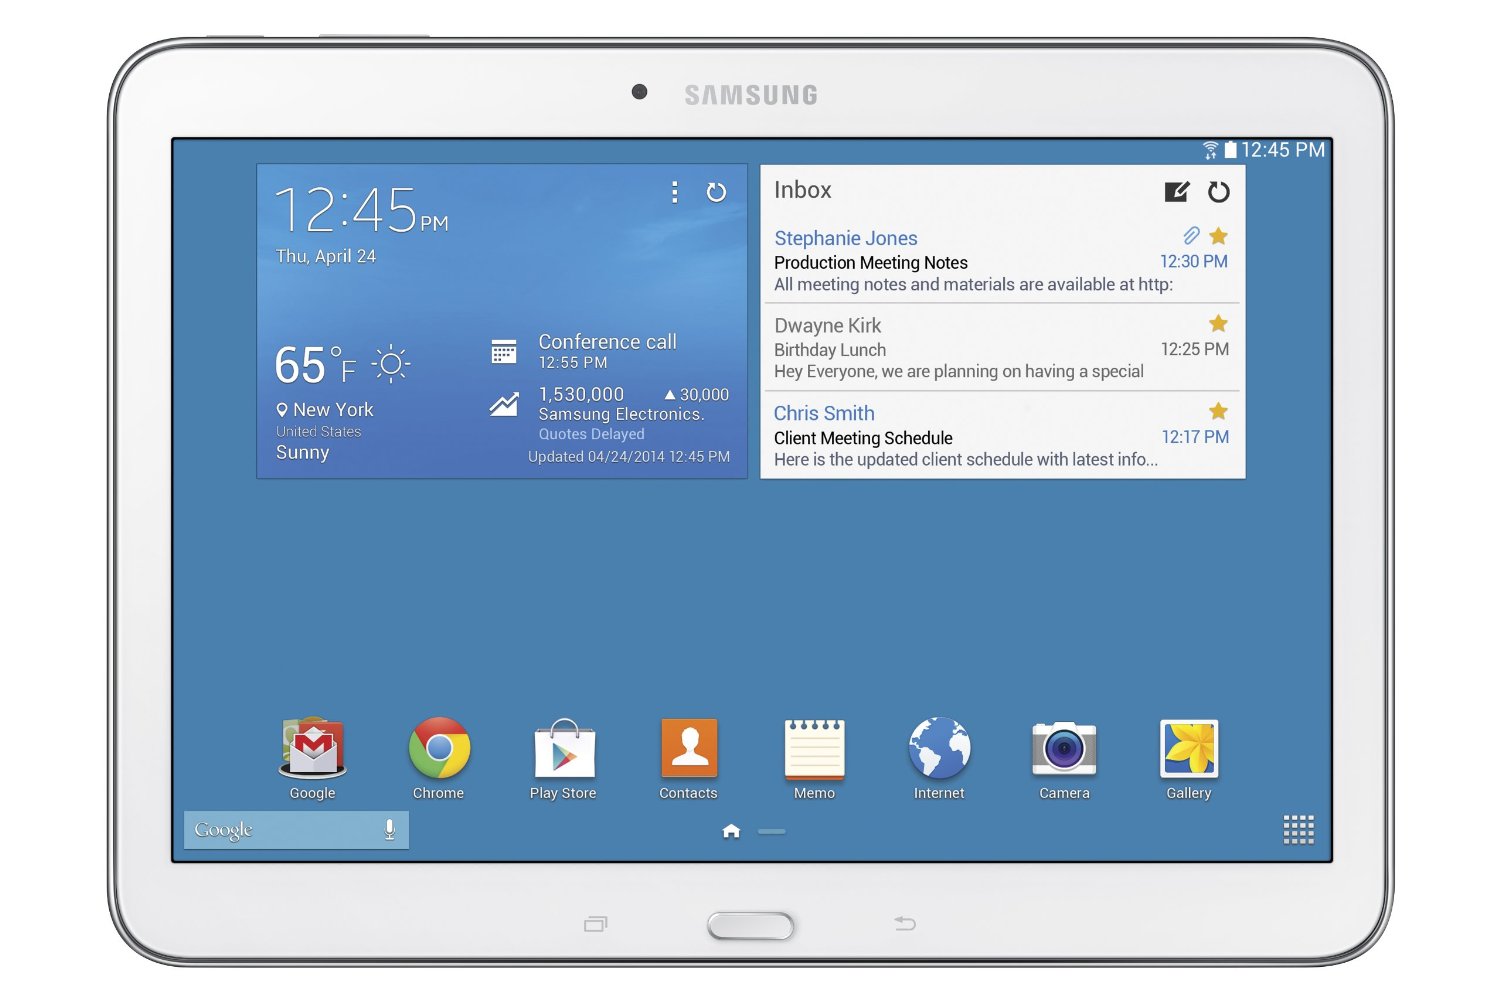 SAMSUNG
12:45 PM
12:45 PM
Thu, April 24
65°F
New York
United States
Sunny
Conference call
12:55 PM
1,530,000 ▲ 30,000
Samsung Electronics.
Quotes Delayed
Updated 04/24/2014 12:45 PM
Inbox
Stephanie Jones
Production Meeting Notes 12:30 PM
All meeting notes and materials are available at http:
Dwayne Kirk
Birthday Lunch 12:25 PM
Hey Everyone, we are planning on having a special
Chris Smith
Client Meeting Schedule 12:17 PM
Here is the updated client schedule with latest info...
Google Chrome Play Store Contacts Memo Internet Camera Gallery
Google